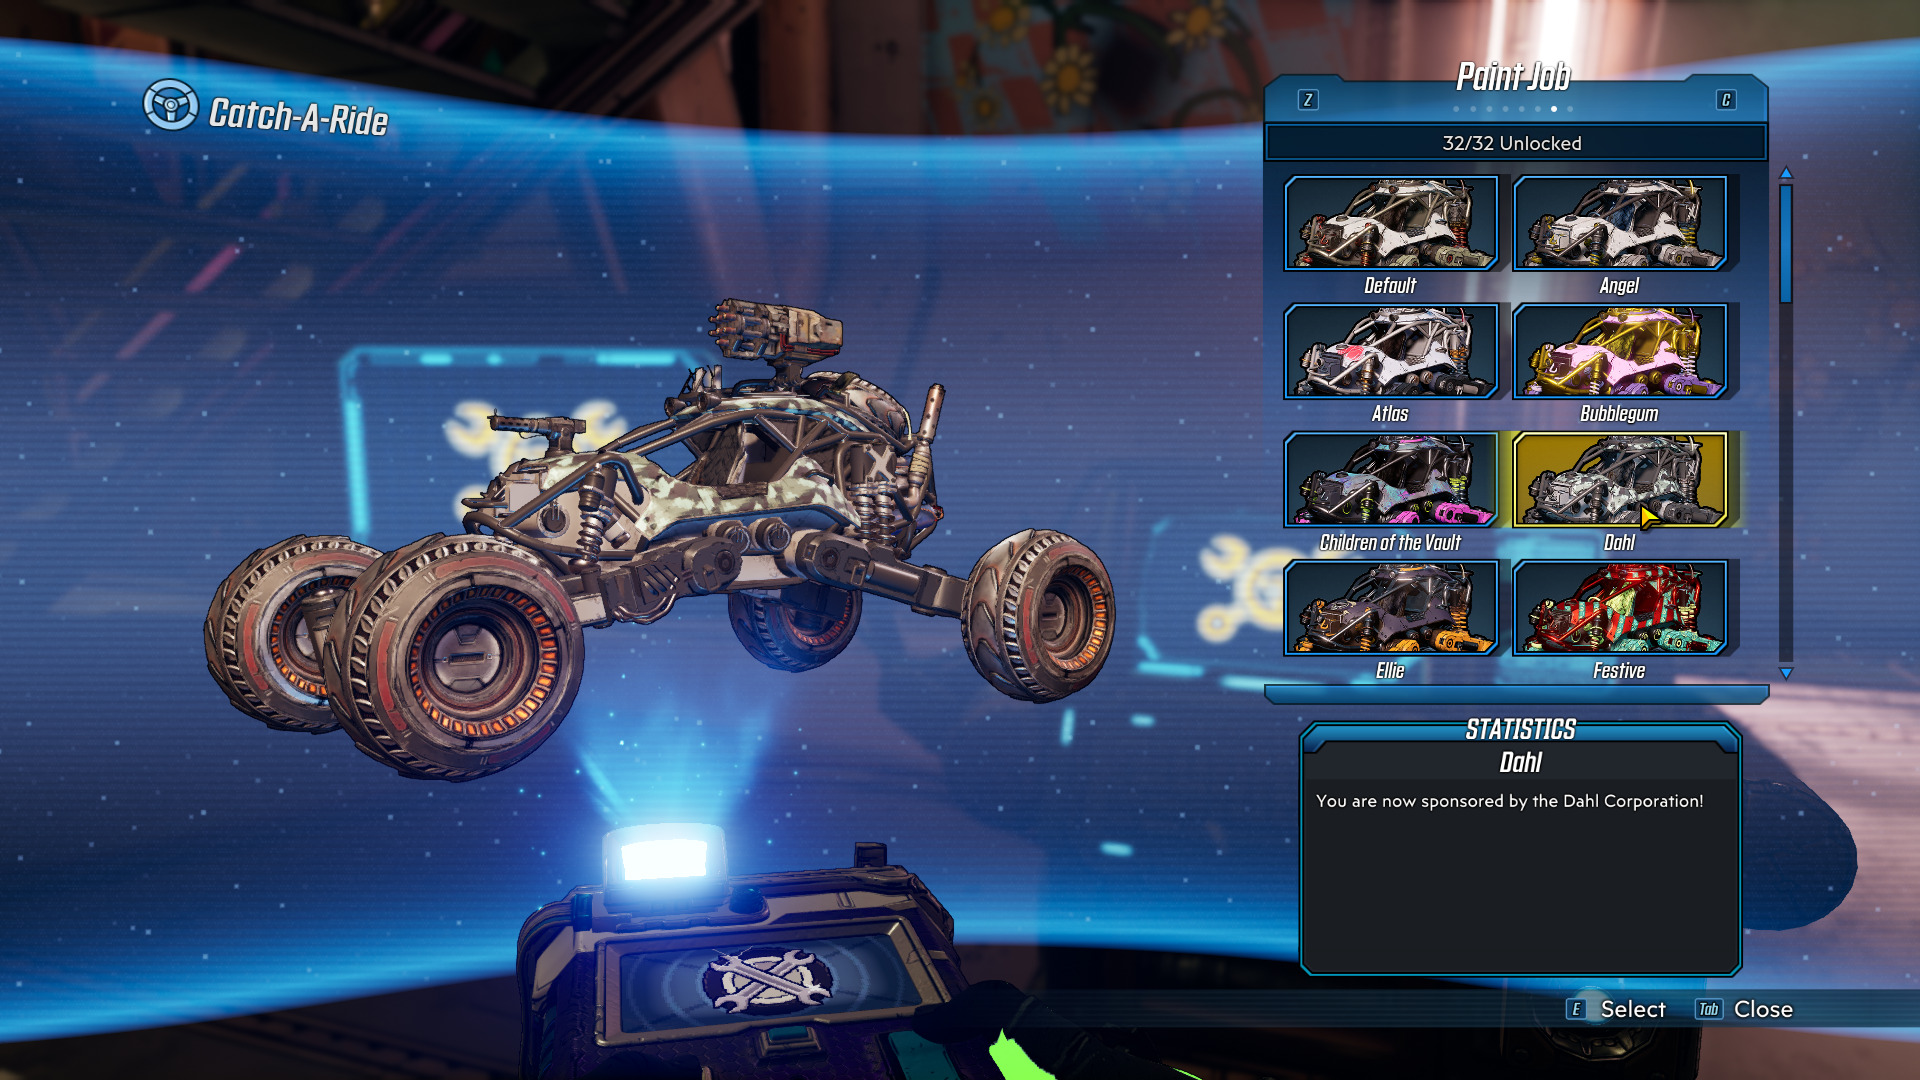 Catch-A-Ride
Paint Job
Z
C
32/32 Unlocked
Default
Angel
Atlas
Bubblegum
Children of the Vault
Dahl
Ellie
Festive
STATISTICS
Dahl
You are now sponsored by the Dahl Corporation!
E Select
Tab Close